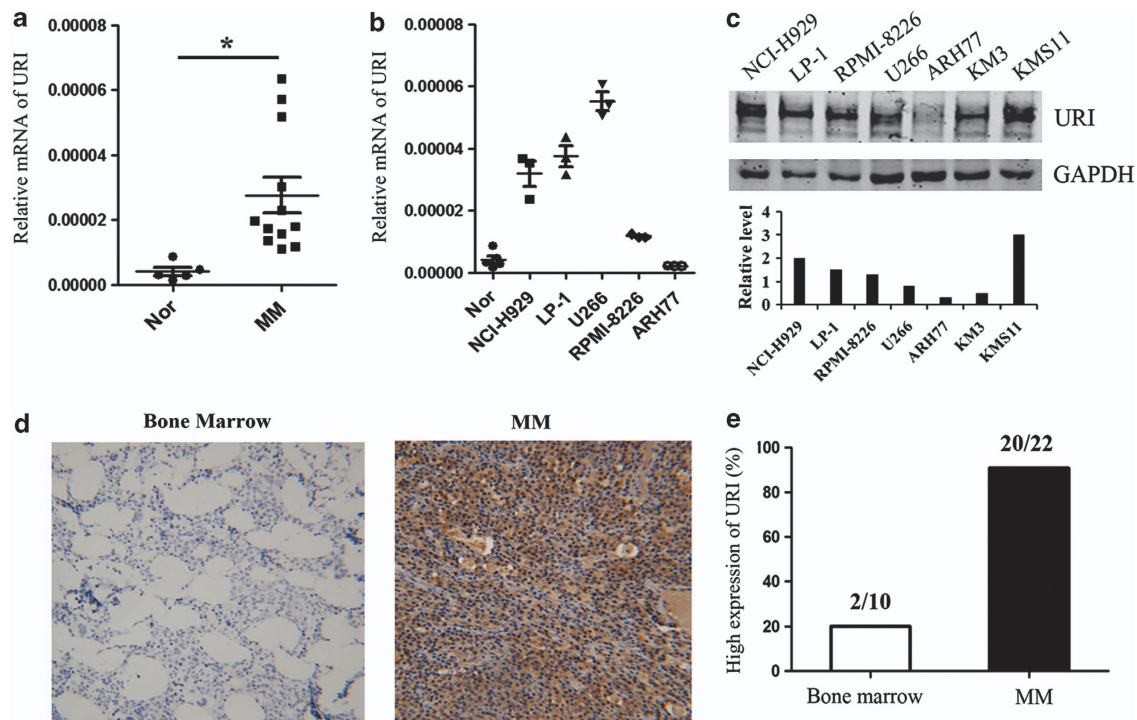 a
Relative mRNA of URI
0.00008
0.00006
0.00004
0.00002
0.00000
*
Nor
MM
b
Relative mRNA of URI
0.00008
0.00006
0.00004
0.00002
0.00000
Nor
NCI-H929
LP-1
U266
RPMI-8226
ARH77
c
NCI-H929
LP-1
RPMI-8226
U266
ARH77
KM3
KMS11
URI
GAPDH
Relative level
4
3
2
1
0
NCI-H929
LP-1
RPMI-8226
U266
ARH77
KM3
KMS11
d
Bone Marrow
MM
e
High expression of URI (%)
100
80
60
40
20
0
2/10
20/22
Bone marrow
MM